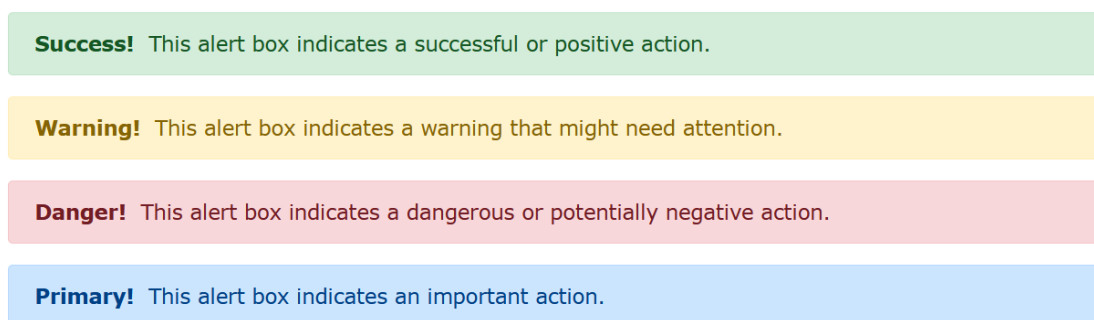 Success! This alert box indicates a successful or positive action.
Warning! This alert box indicates a warning that might need attention.
Danger! This alert box indicates a dangerous or potentially negative action.
Primary! This alert box indicates an important action.